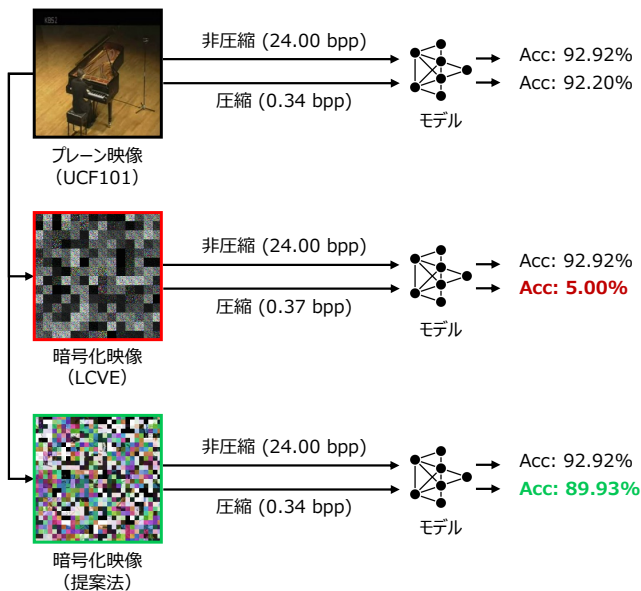 KBSJ
非圧縮 (24.00 bpp)
圧縮 (0.34 bpp)
モデル
Acc: 92.92%
Acc: 92.20%
プレーン映像
（UCF101）
非圧縮 (24.00 bpp)
圧縮 (0.37 bpp)
モデル
Acc: 92.92%
Acc: 5.00%
暗号化映像
（LCVE）
非圧縮 (24.00 bpp)
圧縮 (0.34 bpp)
モデル
Acc: 92.92%
Acc: 89.93%
暗号化映像
（提案法）